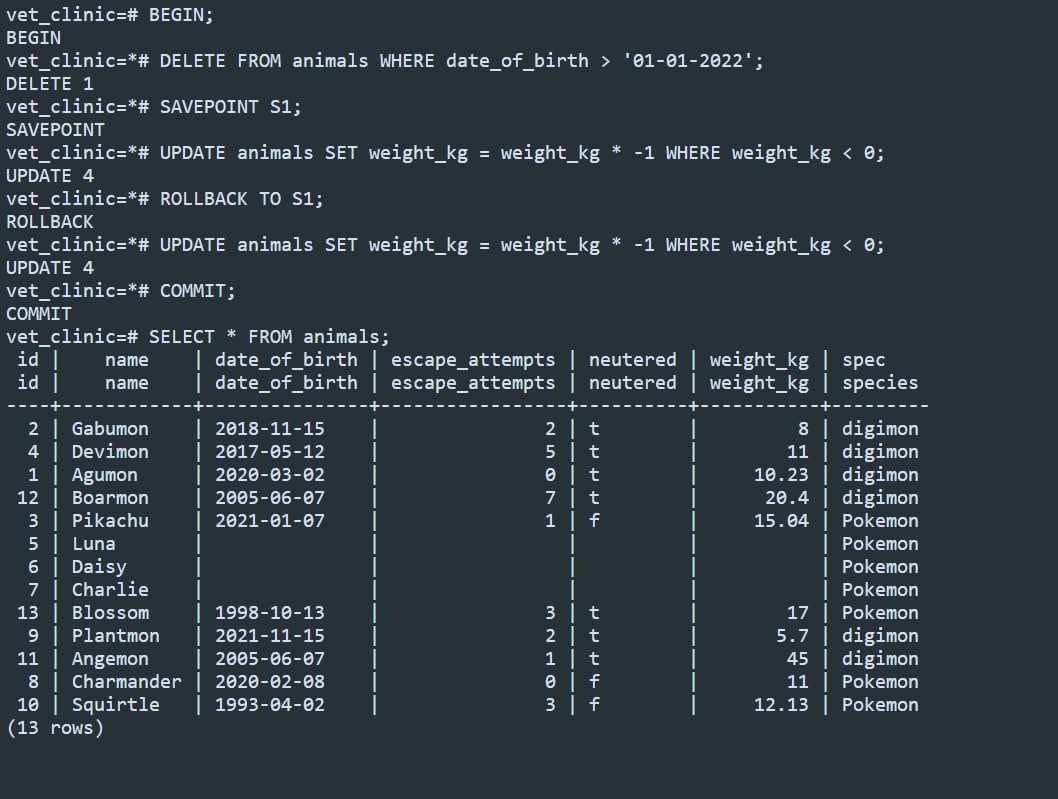 vet_clinic=# BEGIN;
BEGIN
vet_clinic=*# DELETE FROM animals WHERE date_of_birth > '01-01-2022';
DELETE 1
vet_clinic=*# SAVEPOINT S1;
SAVEPOINT
vet_clinic=*# UPDATE animals SET weight_kg = weight_kg * -1 WHERE weight_kg < 0;
UPDATE 4
vet_clinic=*# ROLLBACK TO S1;
ROLLBACK
vet_clinic=*# UPDATE animals SET weight_kg = weight_kg * -1 WHERE weight_kg < 0;
UPDATE 4
vet_clinic=*# COMMIT;
COMMIT
vet_clinic=# SELECT * FROM animals;
 id |    name    | date_of_birth | escape_attempts | neutered | weight_kg | spec
 id |    name    | date_of_birth | escape_attempts | neutered | weight_kg | species
----+------------+---------------+-----------------+----------+-----------+---------
  2 | Gabumon    | 2018-11-15    |               2 | t        |         8 | digimon
  4 | Devimon    | 2017-05-12    |               5 | t        |        11 | digimon
  1 | Agumon     | 2020-03-02    |               0 | t        |     10.23 | digimon
 12 | Boarmon    | 2005-06-07    |               7 | t        |      20.4 | digimon
  3 | Pikachu    | 2021-01-07    |               1 | f        |     15.04 | Pokemon
  5 | Luna       |               |                 |          |           | Pokemon
  6 | Daisy      |               |                 |          |           | Pokemon
  7 | Charlie    |               |                 |          |           | Pokemon
 13 | Blossom    | 1998-10-13    |               3 | t        |        17 | Pokemon
  9 | Plantmon   | 2021-11-15    |               2 | t        |       5.7 | digimon
 11 | Angemon    | 2005-06-07    |               1 | t        |        45 | digimon
  8 | Charmander | 2020-02-08    |               0 | f        |        11 | Pokemon
 10 | Squirtle   | 1993-04-02    |               3 | f        |     12.13 | Pokemon
(13 rows)